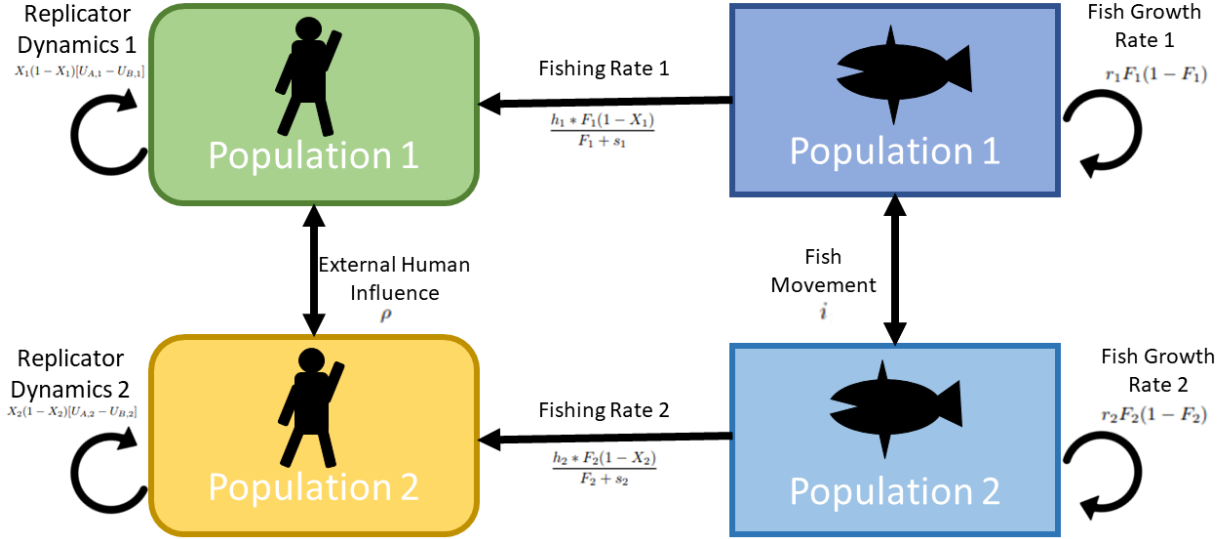 Replicator
Dynamics 1
X₁(1 − X₁)[U_{A,1} − U_{B,1}]
Population 1
Fishing Rate 1
h₁ * F₁(1 − X₁)
F₁ + s₁
Population 1
Fish Growth
Rate 1
r₁F₁(1 − F₁)
External Human
Influence
ρ
Fish
Movement
i
Replicator
Dynamics 2
X₂(1 − X₂)[U_{A,2} − U_{B,2}]
Population 2
Fishing Rate 2
h₂ * F₂(1 − X₂)
F₂ + s₂
Population 2
Fish Growth
Rate 2
r₂F₂(1 − F₂)